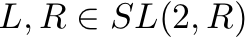 L, R ∈ SL(2, R)